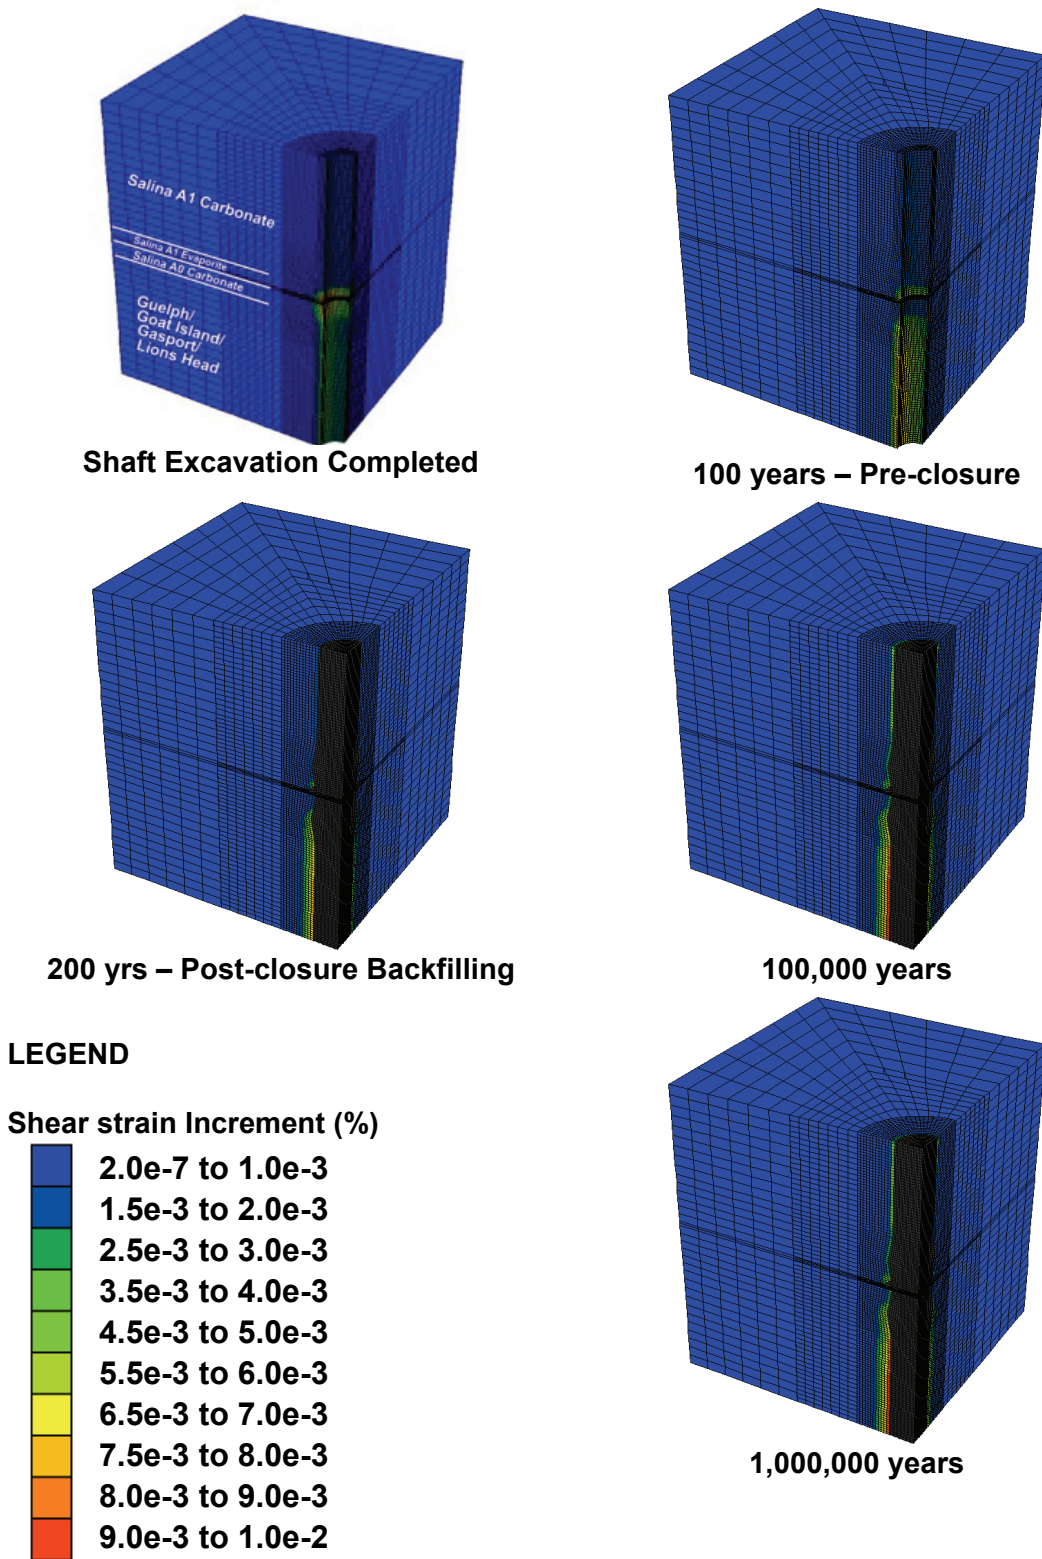 Salina A1 Carbonate
Salina A1 Evaporite
Salina A0 Carbonate
Guelph/
Goat Island/
Gasport/
Lions Head
Shaft Excavation Completed
100 years – Pre-closure
200 yrs – Post-closure Backfilling
100,000 years
LEGEND
Shear strain Increment (%)
2.0e-7 to 1.0e-3
1.5e-3 to 2.0e-3
2.5e-3 to 3.0e-3
3.5e-3 to 4.0e-3
4.5e-3 to 5.0e-3
5.5e-3 to 6.0e-3
6.5e-3 to 7.0e-3
7.5e-3 to 8.0e-3
8.0e-3 to 9.0e-3
9.0e-3 to 1.0e-2
1,000,000 years